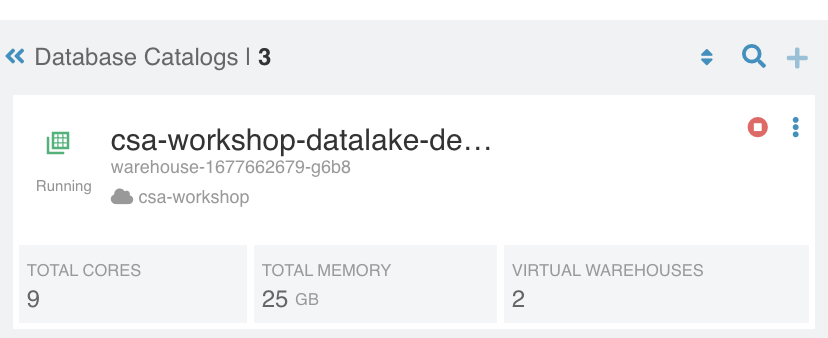 Database Catalogs | 3
csa-workshop-datalake-de...
warehouse-1677662679-g6b8
Running
csa-workshop
TOTAL CORES
9
TOTAL MEMORY
25 GB
VIRTUAL WAREHOUSES
2